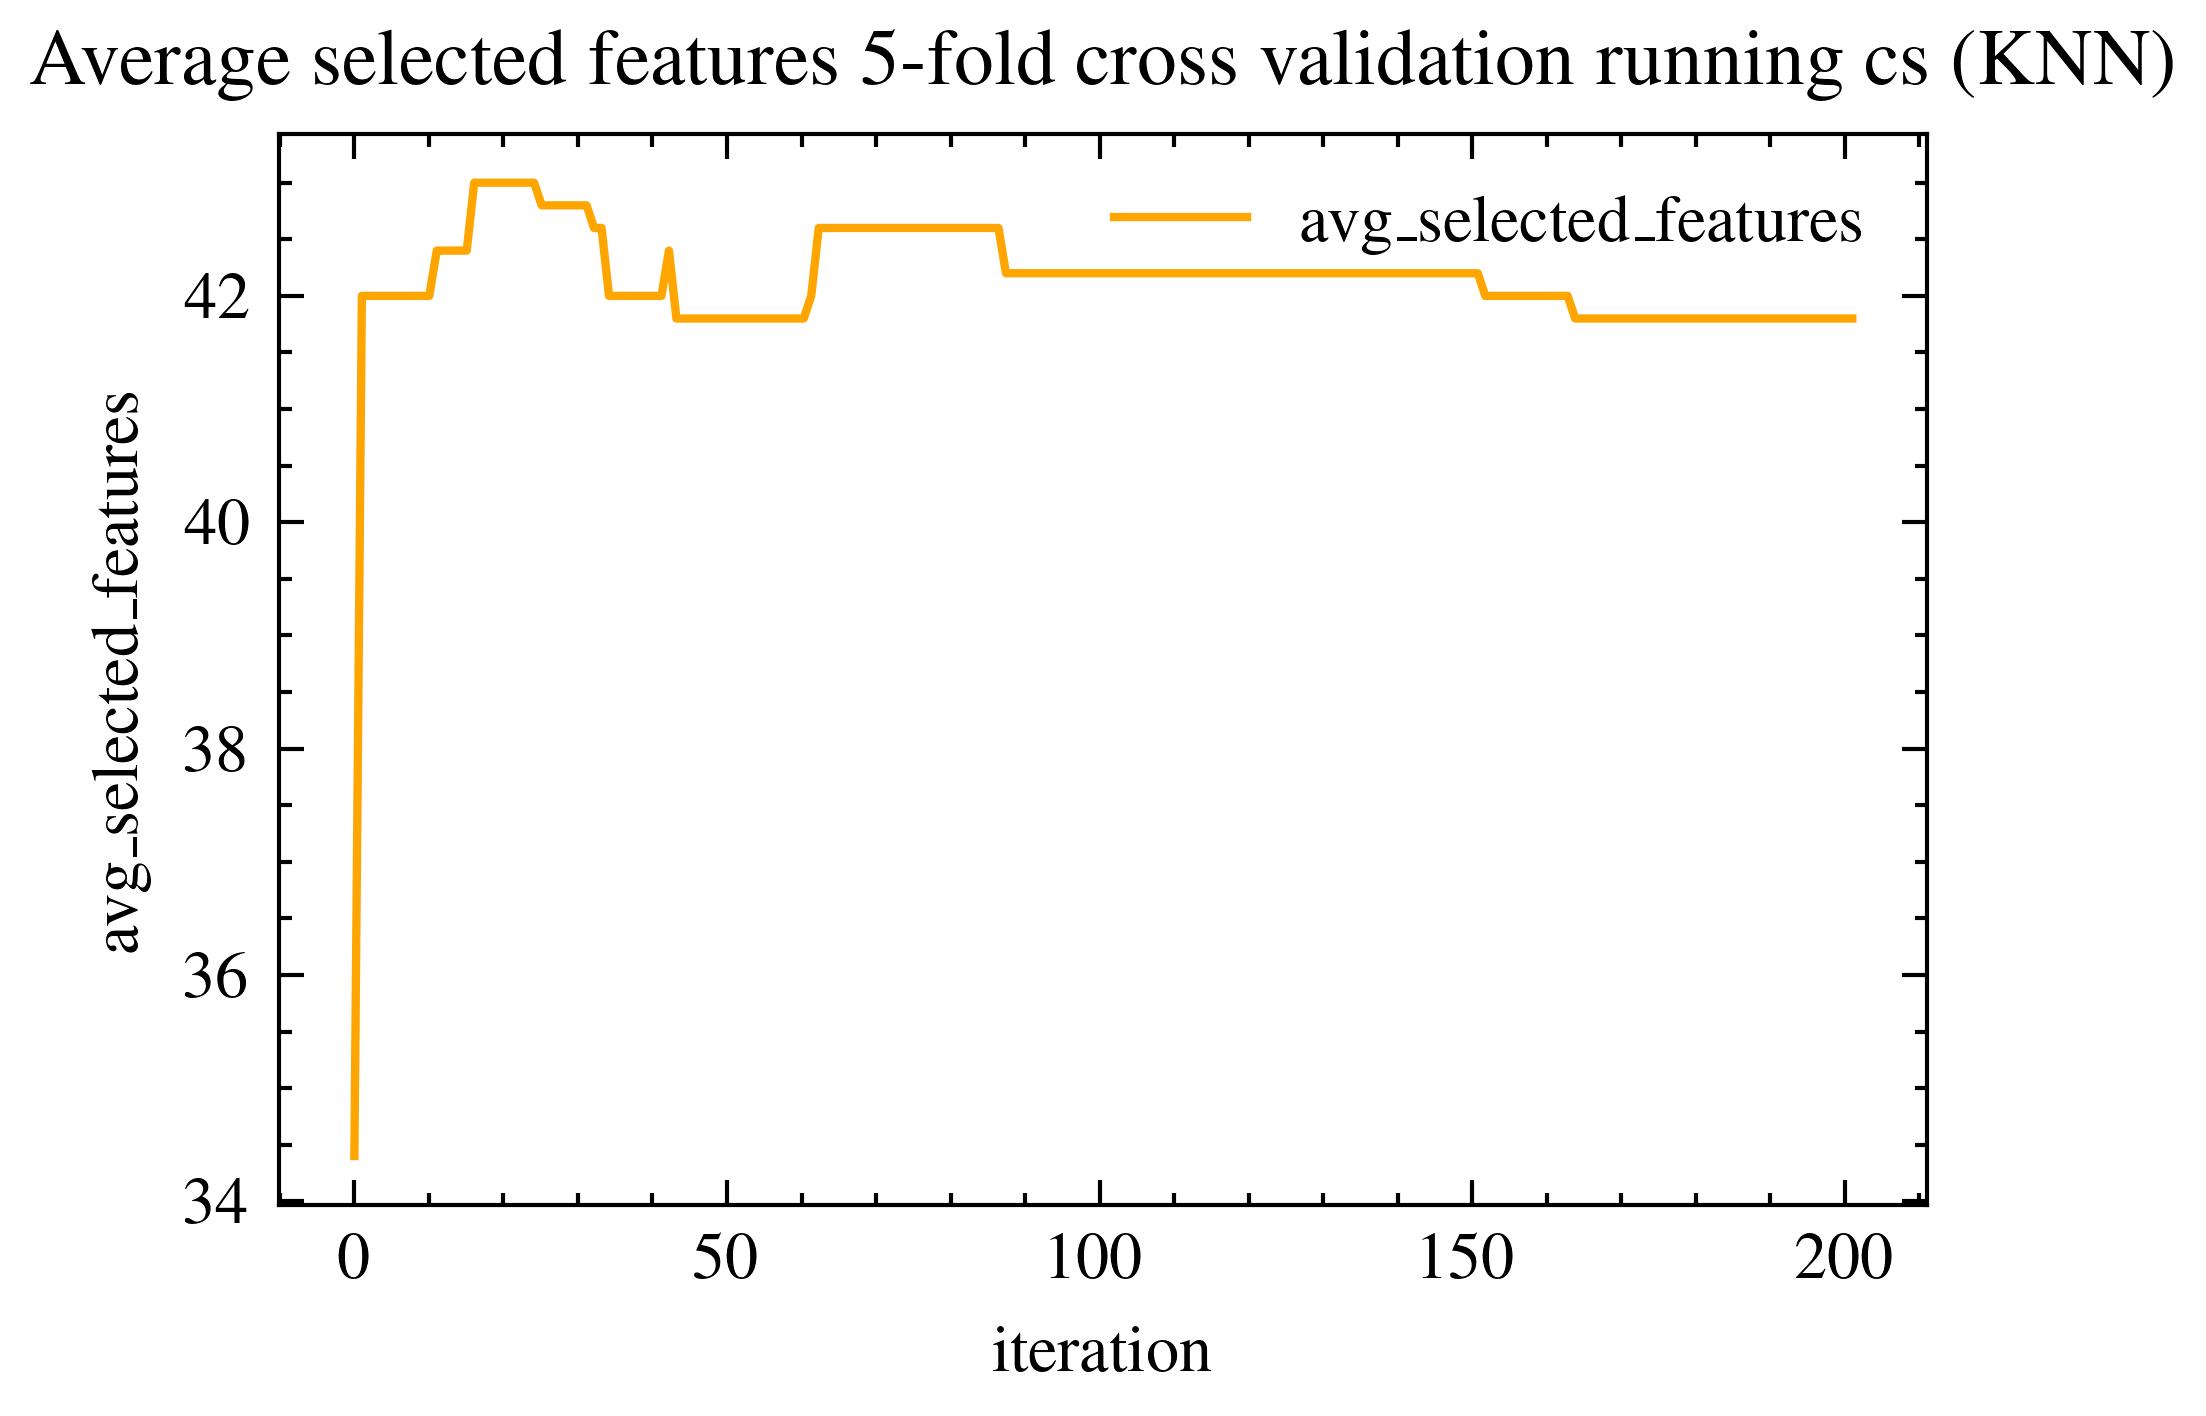 Average selected features 5-fold cross validation running cs (KNN)
avg_selected_features
avg_selected_features
42
40
38
36
34
0 50 100 150 200
iteration